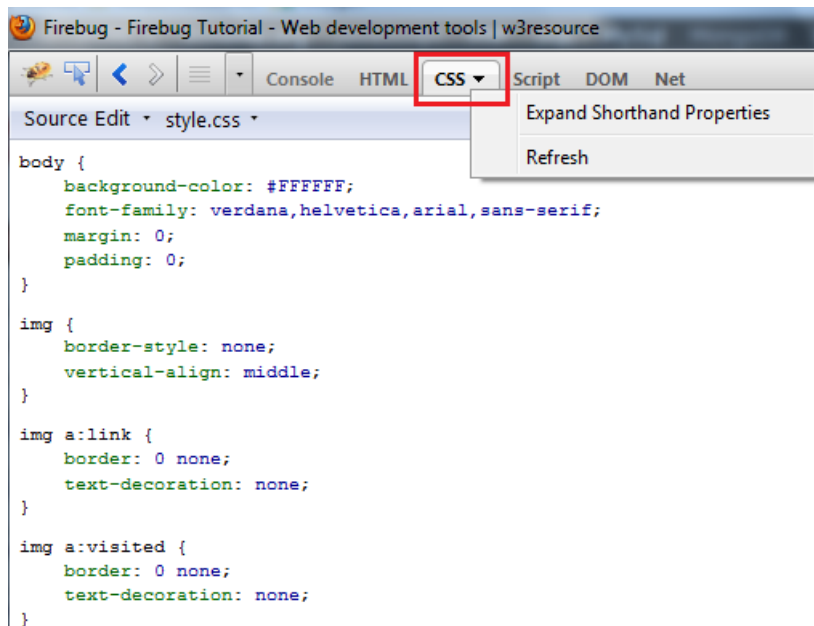 Firebug - Firebug Tutorial - Web development tools | w3resource
Console HTML CSS Script DOM Net
Expand Shorthand Properties
Refresh
Source Edit style.css
body {
    background-color: #FFFFFF;
    font-family: verdana,helvetica,arial,sans-serif;
    margin: 0;
    padding: 0;
}
img {
    border-style: none;
    vertical-align: middle;
}
img a:link {
    border: 0 none;
    text-decoration: none;
}
img a:visited {
    border: 0 none;
    text-decoration: none;
}